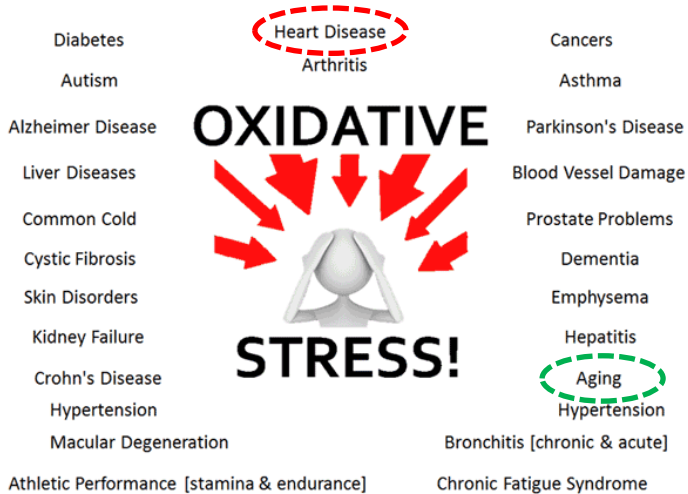 Heart Disease
Diabetes
Cancers
Arthritis
Autism
Asthma
OXIDATIVE
Alzheimer Disease
Parkinson's Disease
Liver Diseases
Blood Vessel Damage
Common Cold
Prostate Problems
Cystic Fibrosis
Dementia
Skin Disorders
Emphysema
Kidney Failure
Hepatitis
STRESS!
Crohn's Disease
Aging
Hypertension
Hypertension
Macular Degeneration
Bronchitis [chronic & acute]
Athletic Performance [stamina & endurance]
Chronic Fatigue Syndrome